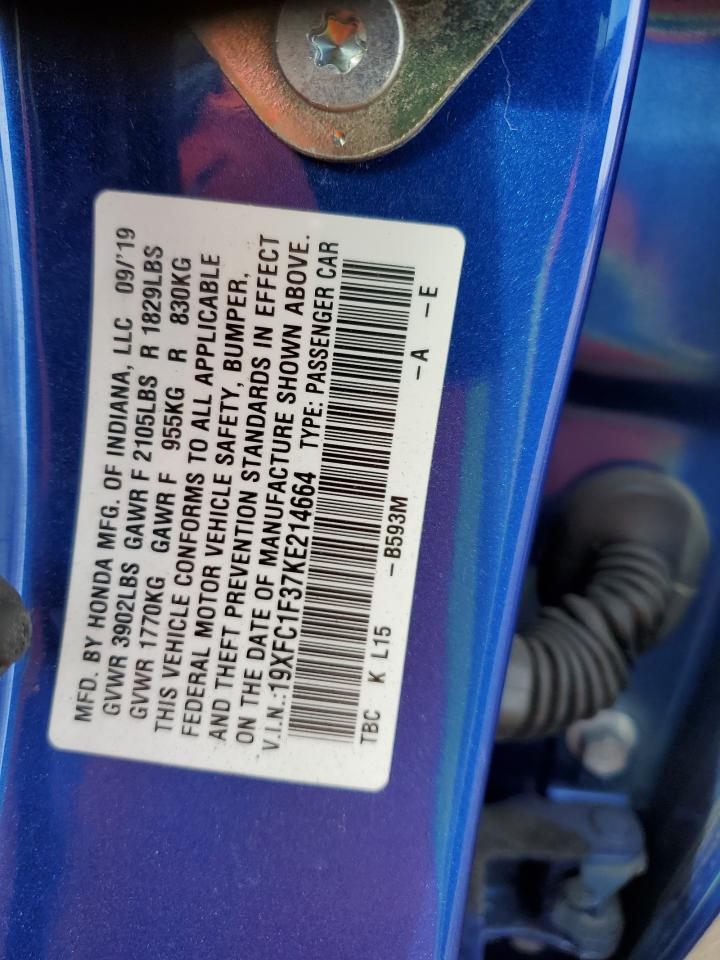 MFD. BY HONDA MFG. OF INDIANA, LLC 09/'19
GVWR 3902LBS GAWR F 2105LBS R 1829LBS
GVWR 1770KG GAWR F 955KG R 830KG
THIS VEHICLE CONFORMS TO ALL APPLICABLE
FEDERAL MOTOR VEHICLE SAFETY, BUMPER,
AND THEFT PREVENTION STANDARDS IN EFFECT
ON THE DATE OF MANUFACTURE SHOWN ABOVE.
V.I.N.:19XFC1F37KE214664 TYPE: PASSENGER CAR
TBC K L15 -B593M -A -E